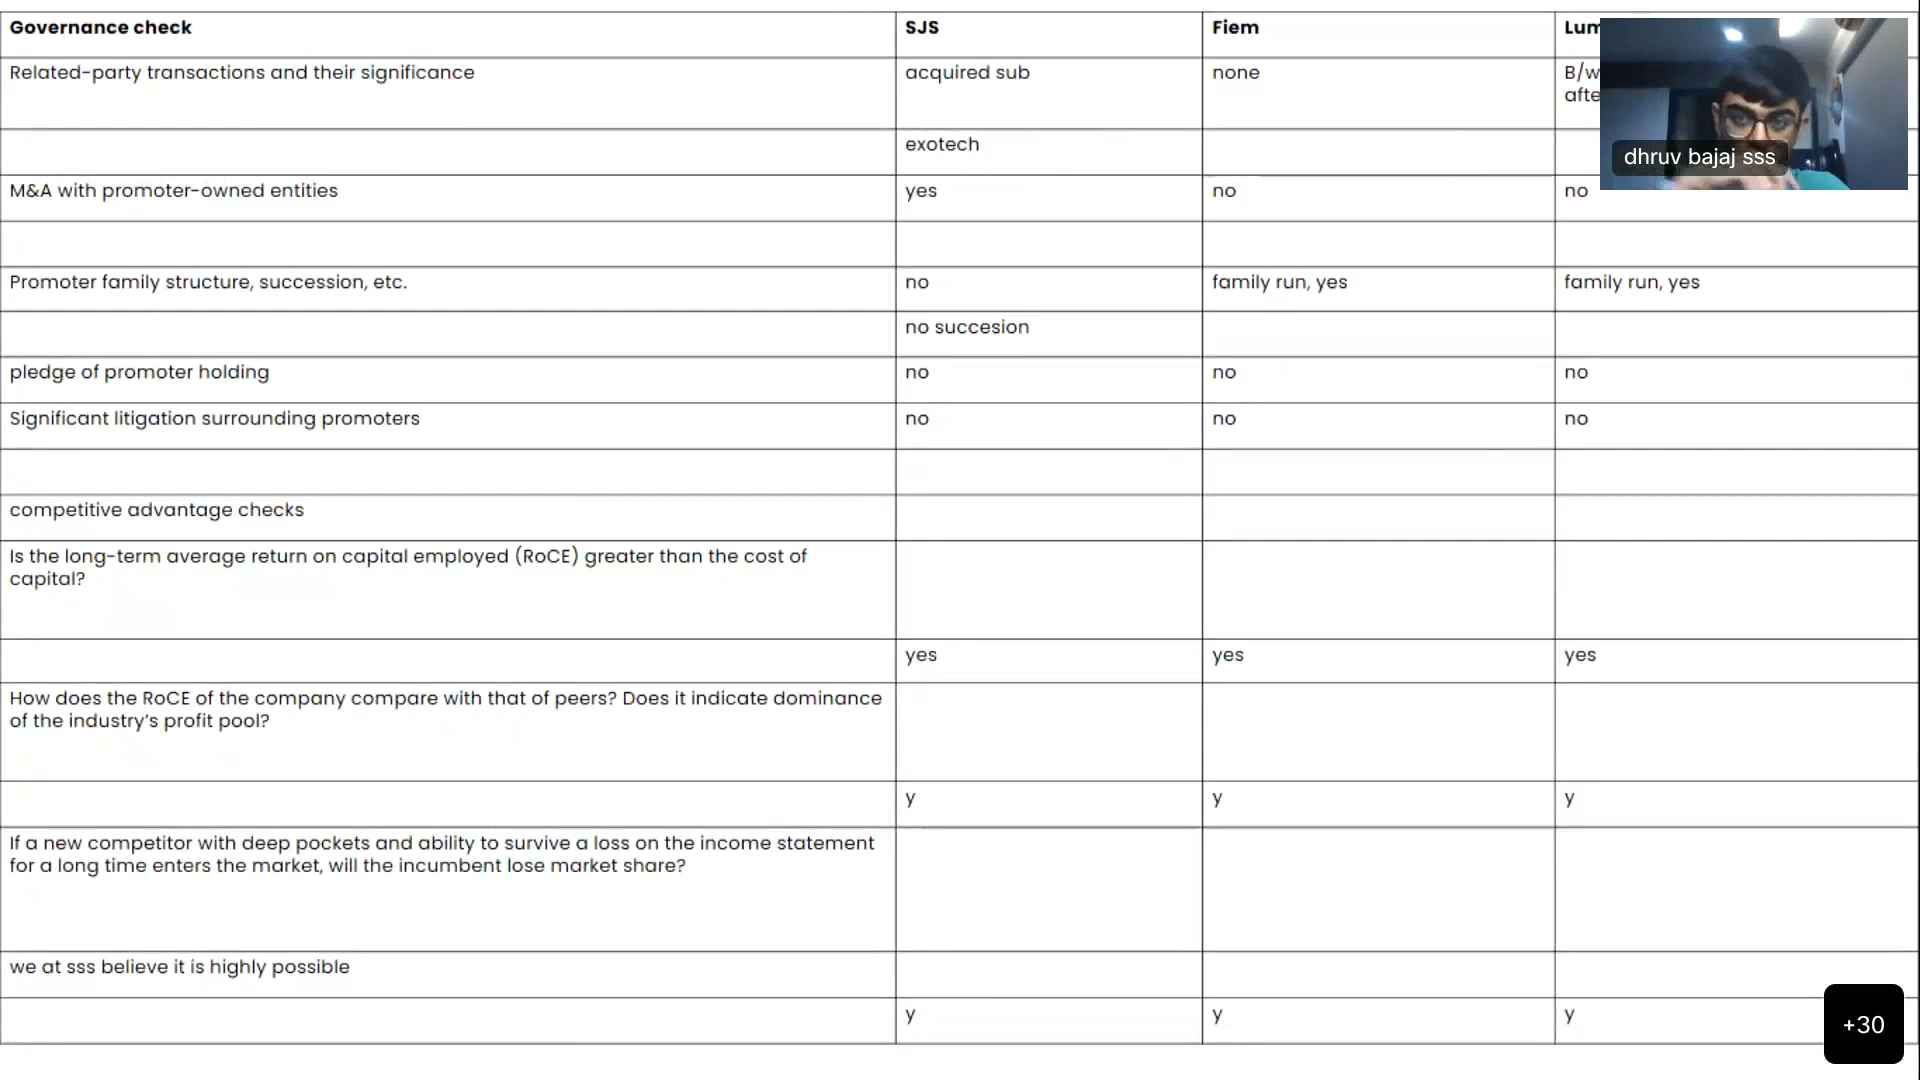 Governance check SJS Fiem Lum
Related-party transactions and their significance acquired sub none B/w
afte
exotech
M&A with promoter-owned entities yes no no
Promoter family structure, succession, etc. no family run, yes family run, yes
no succesion
pledge of promoter holding no no no
Significant litigation surrounding promoters no no no
competitive advantage checks
Is the long-term average return on capital employed (RoCE) greater than the cost of
capital?
yes yes yes
How does the RoCE of the company compare with that of peers? Does it indicate dominance
of the industry's profit pool?
y y y
If a new competitor with deep pockets and ability to survive a loss on the income statement
for a long time enters the market, will the incumbent lose market share?
we at sss believe it is highly possible
y y y
dhruv bajaj sss
+30